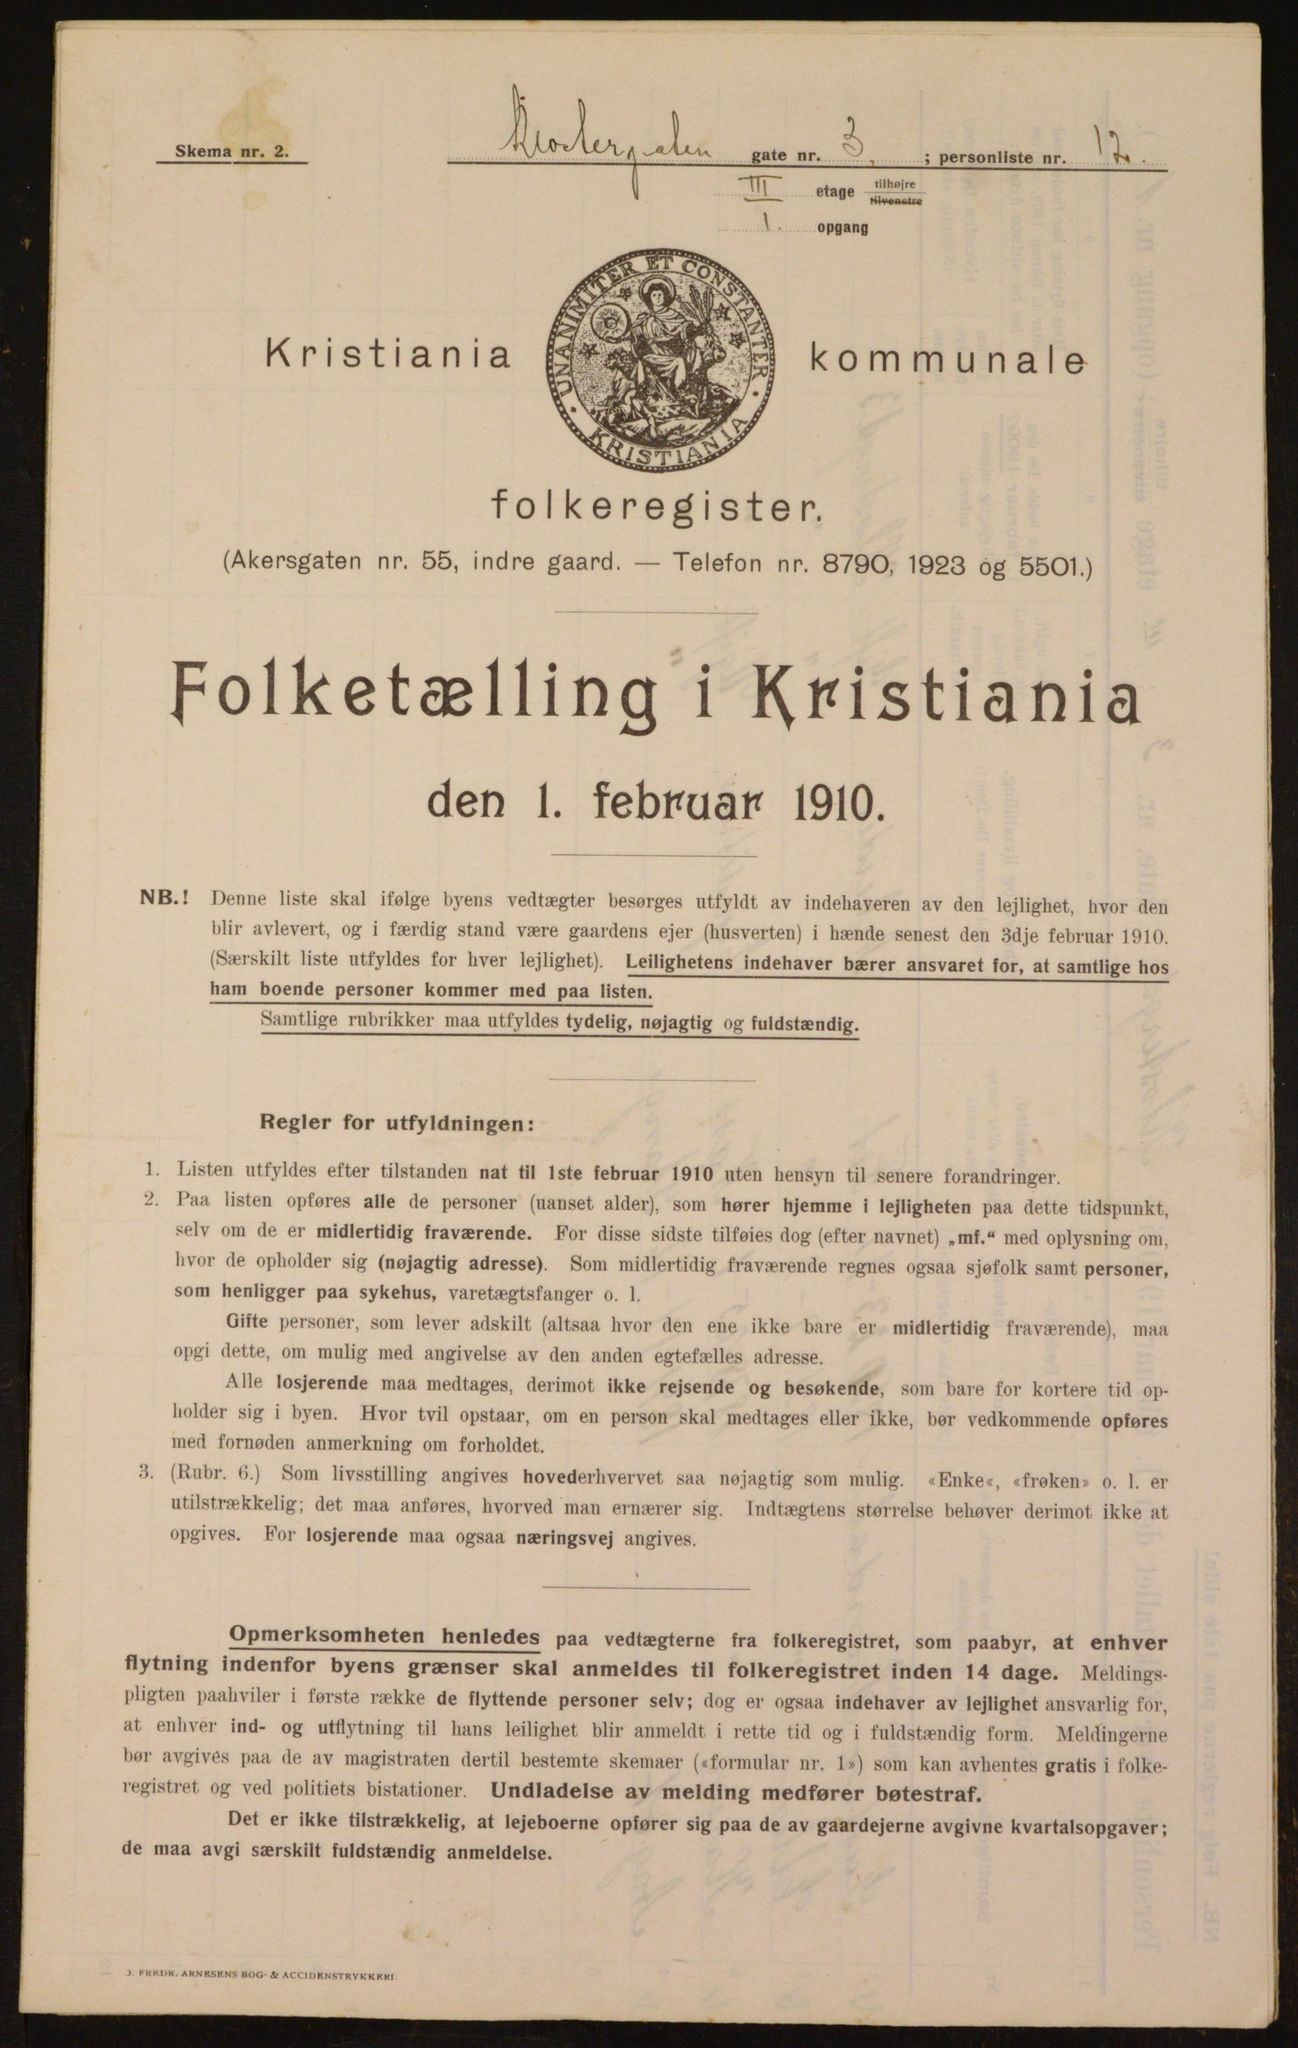 Skema nr. 2.
Klostergaten gate nr. 3, ; personliste nr. 12.
III etage tilhøjre
tilvenstre
1. opgang
UNANIMITER ET CONSTANTER
KRISTIANIA
Kristiania kommunale
folkeregister.
(Akersgaten nr. 55, indre gaard. — Telefon nr. 8790, 1923 og 5501.)
Folketælling i Kristiania
den 1. februar 1910.
NB.! Denne liste skal ifølge byens vedtægter besørges utfyldt av indehaveren av den lejlighet, hvor den
blir avlevert, og i færdig stand være gaardens ejer (husverten) i hænde senest den 3dje februar 1910.
(Særskilt liste utfyldes for hver lejlighet). Leilighetens indehaver bærer ansvaret for, at samtlige hos
ham boende personer kommer med paa listen.
Samtlige rubrikker maa utfyldes tydelig, nøjagtig og fuldstændig.
Regler for utfyldningen:
1. Listen utfyldes efter tilstanden nat til 1ste februar 1910 uten hensyn til senere forandringer.
2. Paa listen opføres alle de personer (uanset alder), som hører hjemme i lejligheten paa dette tidspunkt,
selv om de er midlertidig fraværende. For disse sidste tilføies dog (efter navnet) „mf.“ med oplysning om,
hvor de opholder sig (nøjagtig adresse). Som midlertidig fraværende regnes ogsaa sjøfolk samt personer,
som henligger paa sykehus, varetægtsfanger o. l.
Gifte personer, som lever adskilt (altsaa hvor den ene ikke bare er midlertidig fraværende), maa
opgi dette, om mulig med angivelse av den anden egtefælles adresse.
Alle losjerende maa medtages, derimot ikke rejsende og besøkende, som bare for kortere tid op-
holder sig i byen. Hvor tvil opstaar, om en person skal medtages eller ikke, bør vedkommende opføres
med fornøden anmerkning om forholdet.
3. (Rubr. 6.) Som livsstilling angives hovederhvervet saa nøjagtig som mulig. «Enke«, «frøken» o. l. er
utilstrækkelig; det maa anføres, hvorved man ernærer sig. Indtægtens størrelse behøver derimot ikke at
opgives. For losjerende maa ogsaa næringsvej angives.
Opmerksomheten henledes paa vedtægterne fra folkeregistret, som paabyr, at enhver
flytning indenfor byens grænser skal anmeldes til folkeregistret inden 14 dage. Meldings-
pligten paahviler i første række de flyttende personer selv; dog er ogsaa indehaver av lejlighet ansvarlig for,
at enhver ind- og utflytning til hans leilighet blir anmeldt i rette tid og i fuldstændig form. Meldingerne
bør avgives paa de av magistraten dertil bestemte skemaer («formular nr. 1») som kan avhentes gratis i folke-
registret og ved politiets bistationer. Undladelse av melding medfører bøtestraf.
Det er ikke tilstrækkelig, at lejeboerne opfører sig paa de av gaardejerne avgivne kvartalsopgaver;
de maa avgi særskilt fuldstændig anmeldelse.
J. FREDR. ARNESENS BOG- & ACCIDENSTRYKKERI